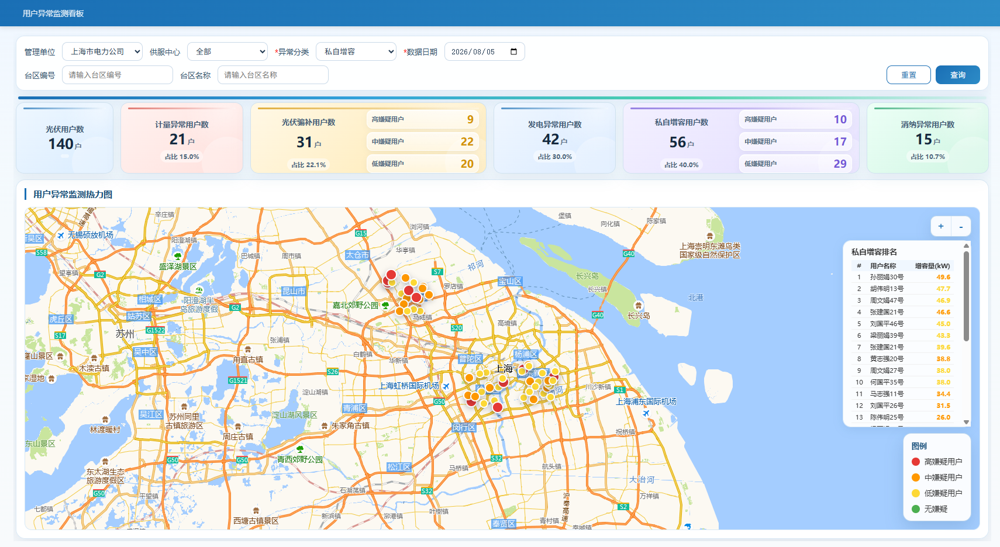 用户异常监测看板
管理单位 上海市电力公司 供服中心 全部 *异常分类 私自增容 *数据日期 2026/08/05
台区编号 请输入台区编号 台区名称 请输入台区名称 重置 查询
光伏用户数
140户
计量异常用户数
21户
占比 15.0%
光伏骗补用户数
31户
占比 22.1%
高嫌疑用户 9
中嫌疑用户 22
低嫌疑用户 20
发电异常用户数
42户
占比 30.0%
私自增容用户数
56户
占比 40.0%
高嫌疑用户 10
中嫌疑用户 17
低嫌疑用户 29
消纳异常用户数
15户
占比 10.7%
用户异常监测热力图
辛庄镇
浏河镇
堡镇
向化镇
陈家镇
无锡硕放机场
新吴区
阳澄湖镇
G15
S58
巴城镇
周市镇
太仓市
华亭镇
G40
上海崇明东滩鸟类
国家级自然保护区
盛泽湖景区
望亭镇
G2
S7
祁河
长兴岛
昆山市
罗店镇
宝山区
长兴镇
北港
相城区
阳澄湖半
岛旅游度假
G2
嘉北郊野公园
虎丘区
姑苏区
马陆镇
高境镇
G40
长兴岛
苏州
G1522
S20
S17
张浦镇
吴中区
白鹤镇
华新镇
普陀区
杨浦区
木渎古镇
甪直古镇
S26
上海
家湿地
G1521
上海虹桥国际机场
川沙新镇
S1
淀山湖镇
G50
上海浦东国际机场
青浦区
吴江区
苏州同里
古镇旅游区
淀山湖风景区
朱家角古镇
闵行区
林渡暖村
周庄古镇
祝桥镇
东山景区
G50
G50
青西郊野公园
S32
松江区
马桥镇
航头镇
东太湖生态
旅游度假区
大治河
G50
平望镇
石湖荡镇
S32
万祥镇
沪奉高速
七都镇
S2
西塘古镇景区
新浜镇
泖港镇
叶榭镇
奉贤区
青村镇
奉城镇
+ -
私自增容排名
# 用户名称 增容量(kW)
1 孙丽娟30号 49.6
2 胡伟明13号 47.7
3 周文娟47号 46.9
4 张建国21号 46.6
5 刘国平46号 45.0
6 梁丽娟39号 43.3
7 张建国21号 39.6
8 黄志强20号 38.8
9 周文娟27号 38.0
10 何国平35号 38.0
11 马志强11号 34.4
12 刘国平26号 31.5
13 陈伟明25号 26.0
图例
高嫌疑用户
中嫌疑用户
低嫌疑用户
无嫌疑